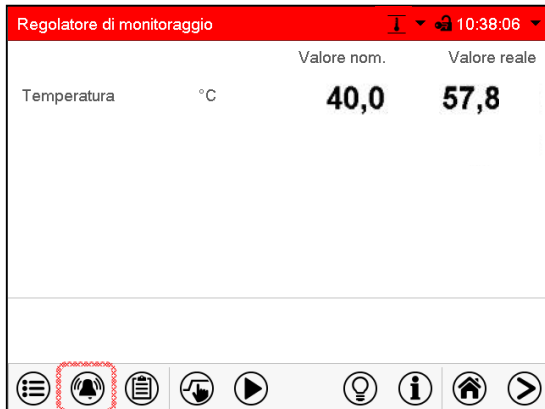 Regolatore di monitoraggio 10:38:06
Valore nom. Valore reale
Temperatura °C 40,0 57,8